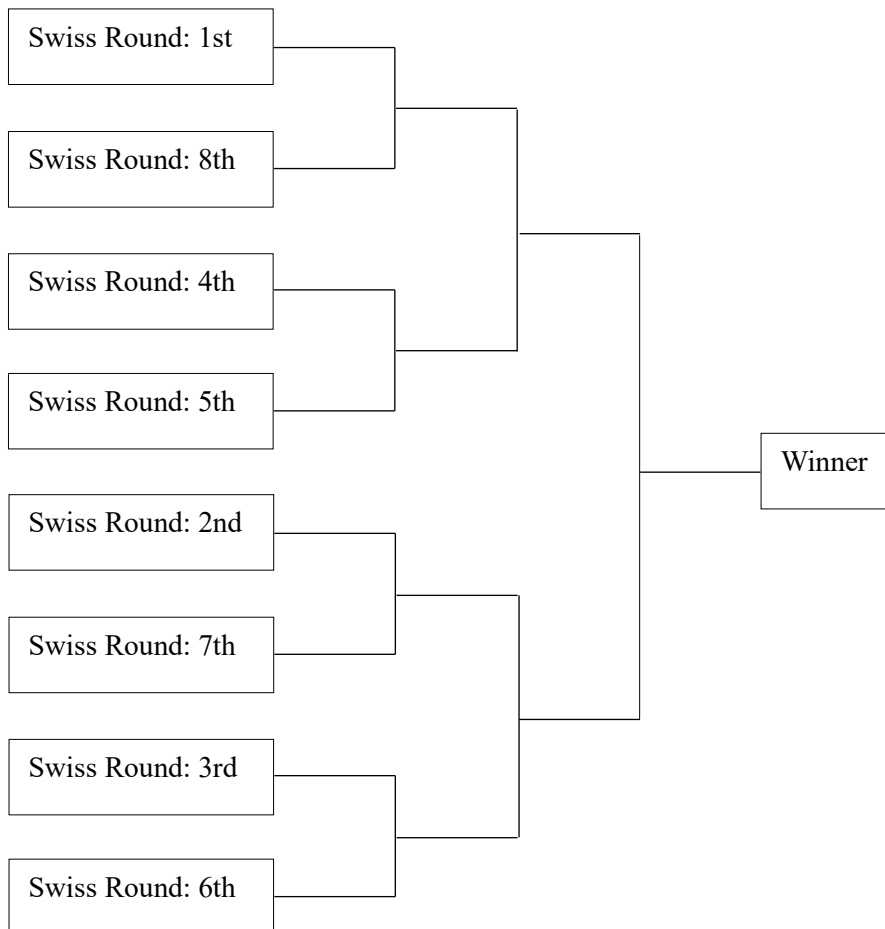 Swiss Round: 1st
Swiss Round: 8th
Swiss Round: 4th
Swiss Round: 5th
Winner
Swiss Round: 2nd
Swiss Round: 7th
Swiss Round: 3rd
Swiss Round: 6th